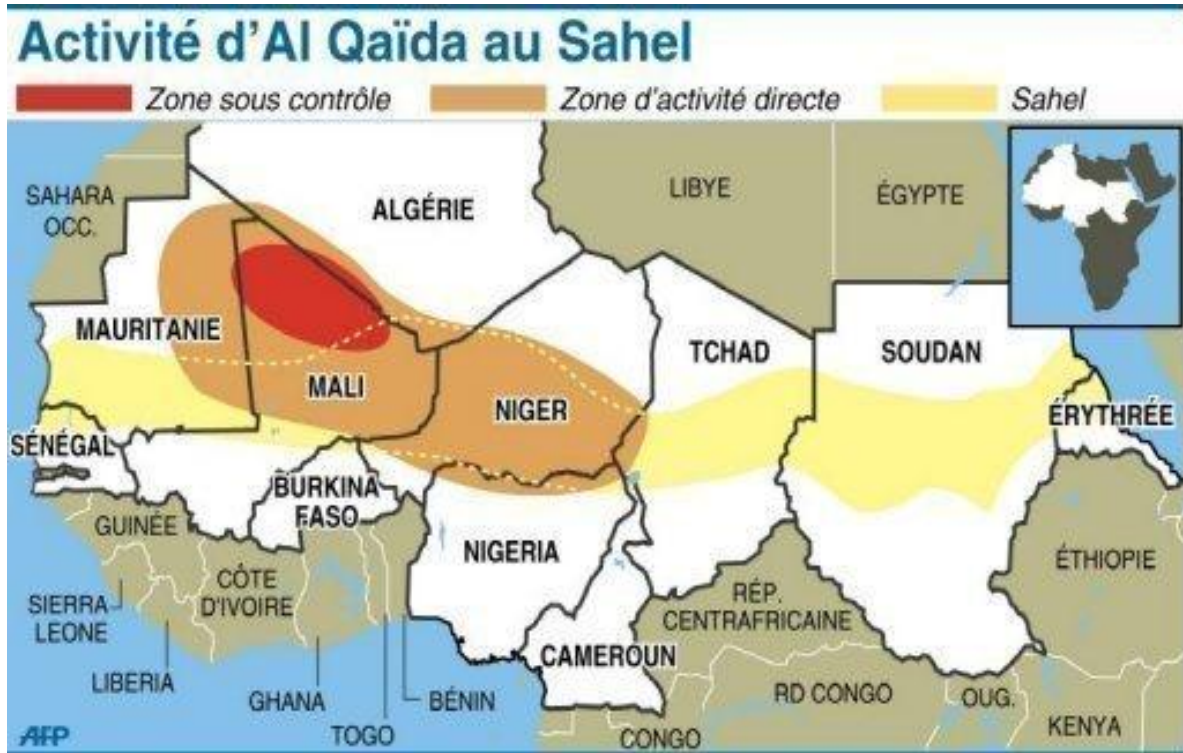 Activité d'Al Qaïda au Sahel
Zone sous contrôle
Zone d'activité directe
Sahel
SAHARA
OCC.
ALGÉRIE
LIBYE
ÉGYPTE
MAURITANIE
MALI
NIGER
TCHAD
SOUDAN
ÉRYTHRÉE
SÉNÉGAL
BURKINA
FASO
GUINÉE
NIGERIA
CÔTE
D'IVOIRE
SIERRA
LEONE
LIBERIA
GHANA
TOGO
BÉNIN
CAMEROUN
RÉP.
CENTRAFRICAINE
ÉTHIOPIE
RD CONGO
OUG.
KENYA
CONGO
AFP